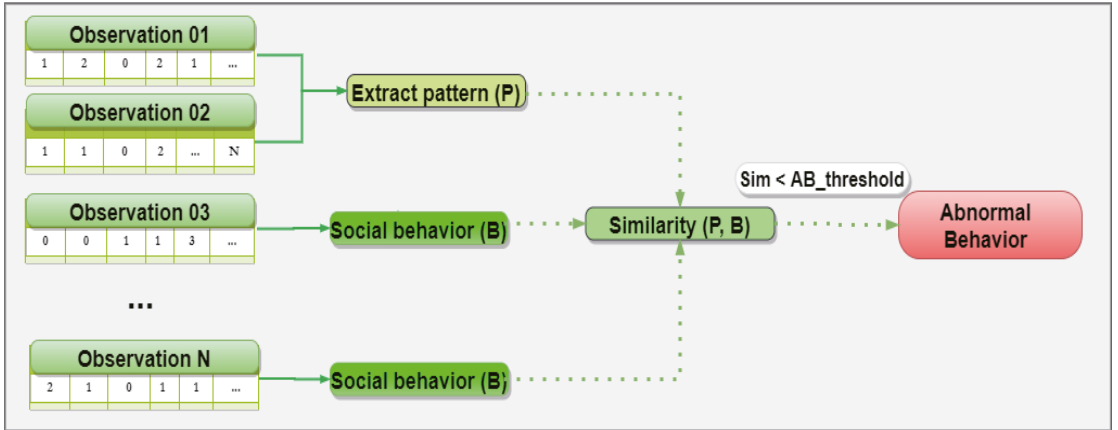 Observation 01
1 2 0 2 1 ...
Observation 02
1 1 0 2 ... N
Extract pattern (P)
Observation 03
0 0 1 1 3 ...
Social behavior (B)
Similarity (P, B)
Sim < AB_threshold
Abnormal
Behavior
...
Observation N
2 1 0 1 1 ...
Social behavior (B)